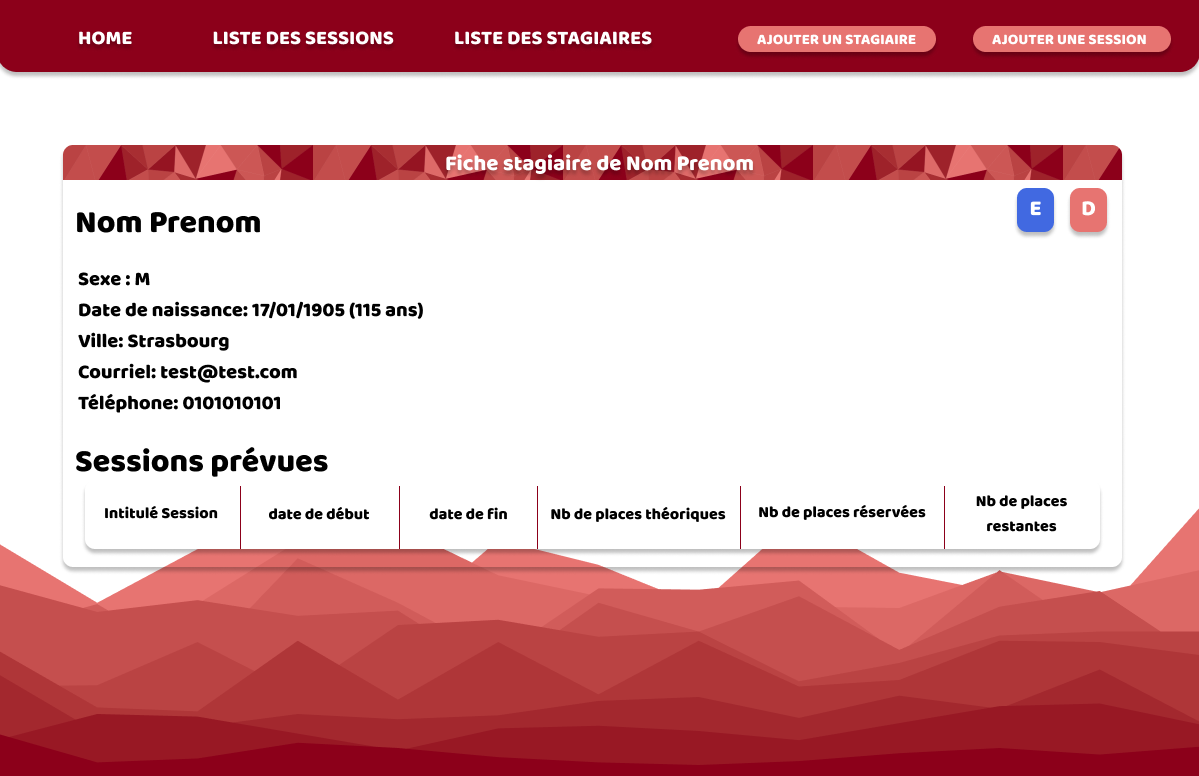 HOME LISTE DES SESSIONS LISTE DES STAGIAIRES AJOUTER UN STAGIAIRE AJOUTER UNE SESSION
Fiche stagiaire de Nom Prenom
E D
Nom Prenom
Sexe : M
Date de naissance: 17/01/1905 (115 ans)
Ville: Strasbourg
Courriel: test@test.com
Téléphone: 0101010101
Sessions prévues
Intitulé Session date de début date de fin Nb de places théoriques Nb de places réservées Nb de places
restantes